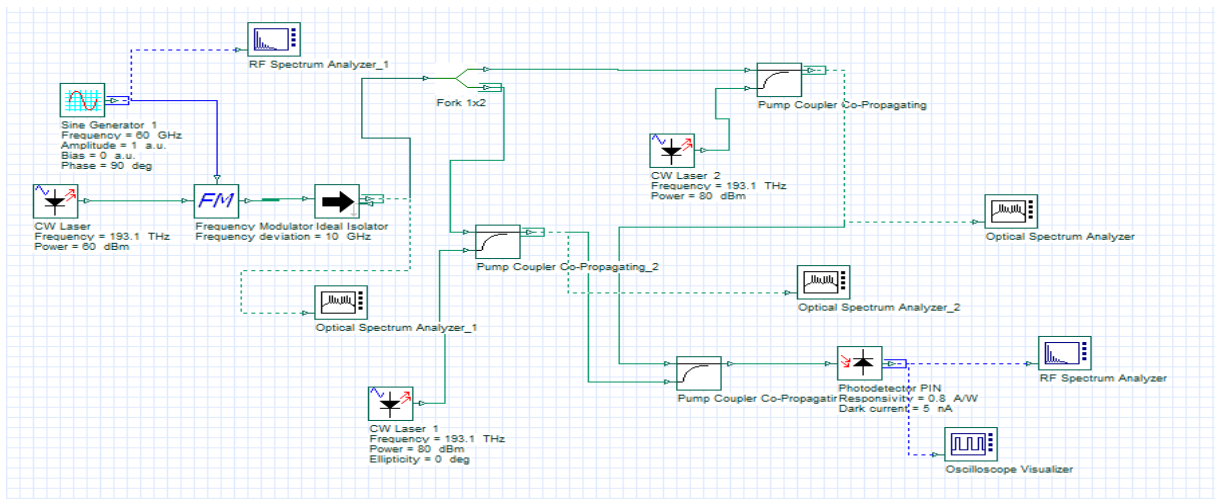 RF Spectrum Analyzer_1
Fork 1x2
Pump Coupler Co-Propagating
Sine Generator 1
Frequency = 60 GHz
Amplitude = 1 a.u.
Bias = 0 a.u.
Phase = 90 deg
CW Laser 2
Frequency = 193.1 THz
Power = 80 dBm
FM
CW Laser
Frequency = 193.1 THz
Power = 60 dBm
Frequency Modulator
Frequency deviation = 10 GHz
Ideal Isolator
Optical Spectrum Analyzer
Pump Coupler Co-Propagating_2
Optical Spectrum Analyzer_2
Optical Spectrum Analyzer_1
RF Spectrum Analyzer
Pump Coupler Co-Propagatir
Photodetector PIN
Responsivity = 0.8 A/W
Dark current = 5 nA
CW Laser 1
Frequency = 193.1 THz
Power = 80 dBm
Ellipticity = 0 deg
Oscilloscope Visualizer